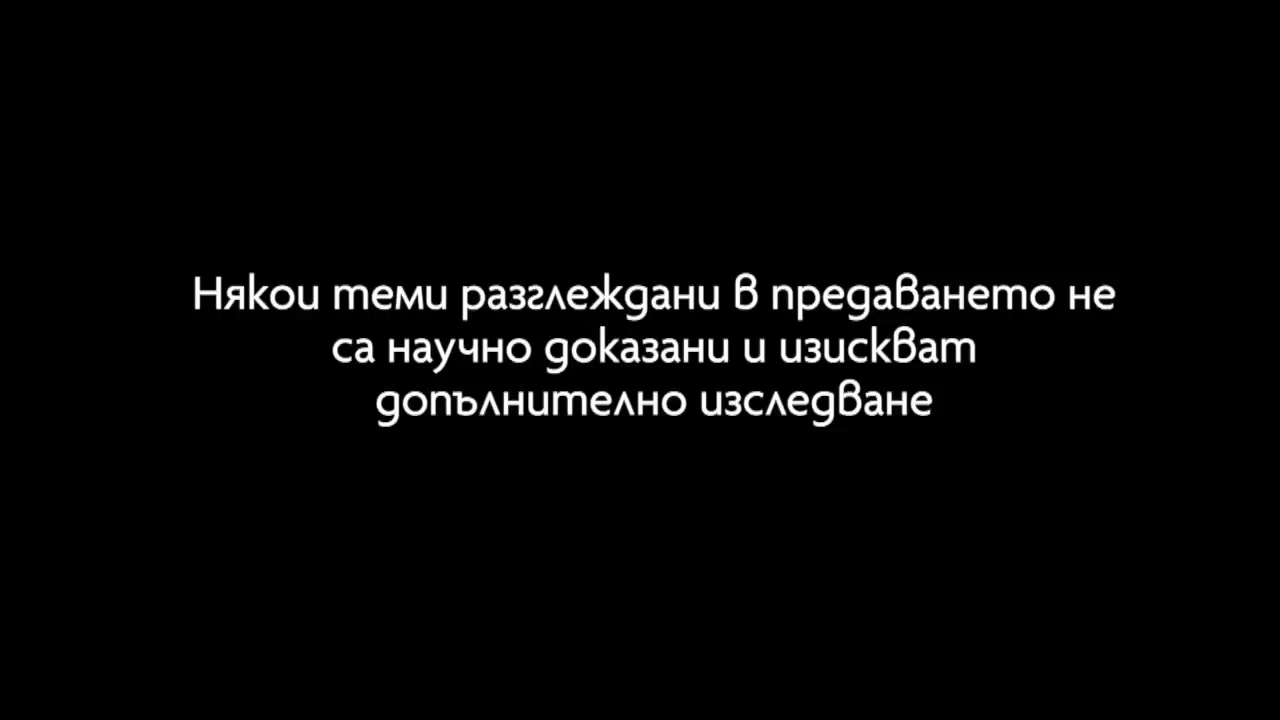 Някои теми разглеждани в предаването не
са научно доказани и изискват
допълнително изследване